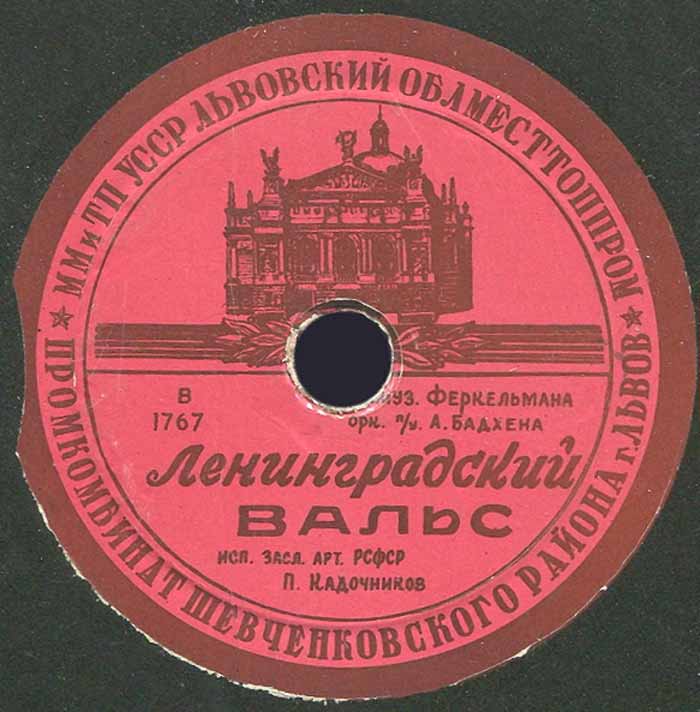 ★ ММ и ТП УССР ЛЬВОВСКИЙ ОБЛМЕСТТОППРОМ ★
ПРОМКОМБИНАТ ШЕВЧЕНКОВСКОГО РАЙОНА г. ЛЬВОВ
В
1767
МУЗ. ФЕРКЕЛЬМАНА
ОРК. П/У. А. БАДХЕНА
Ленинградский
ВАЛЬС
ИСП. ЗАСЛ. АРТ. РСФСР
П. КАДОЧНИКОВ